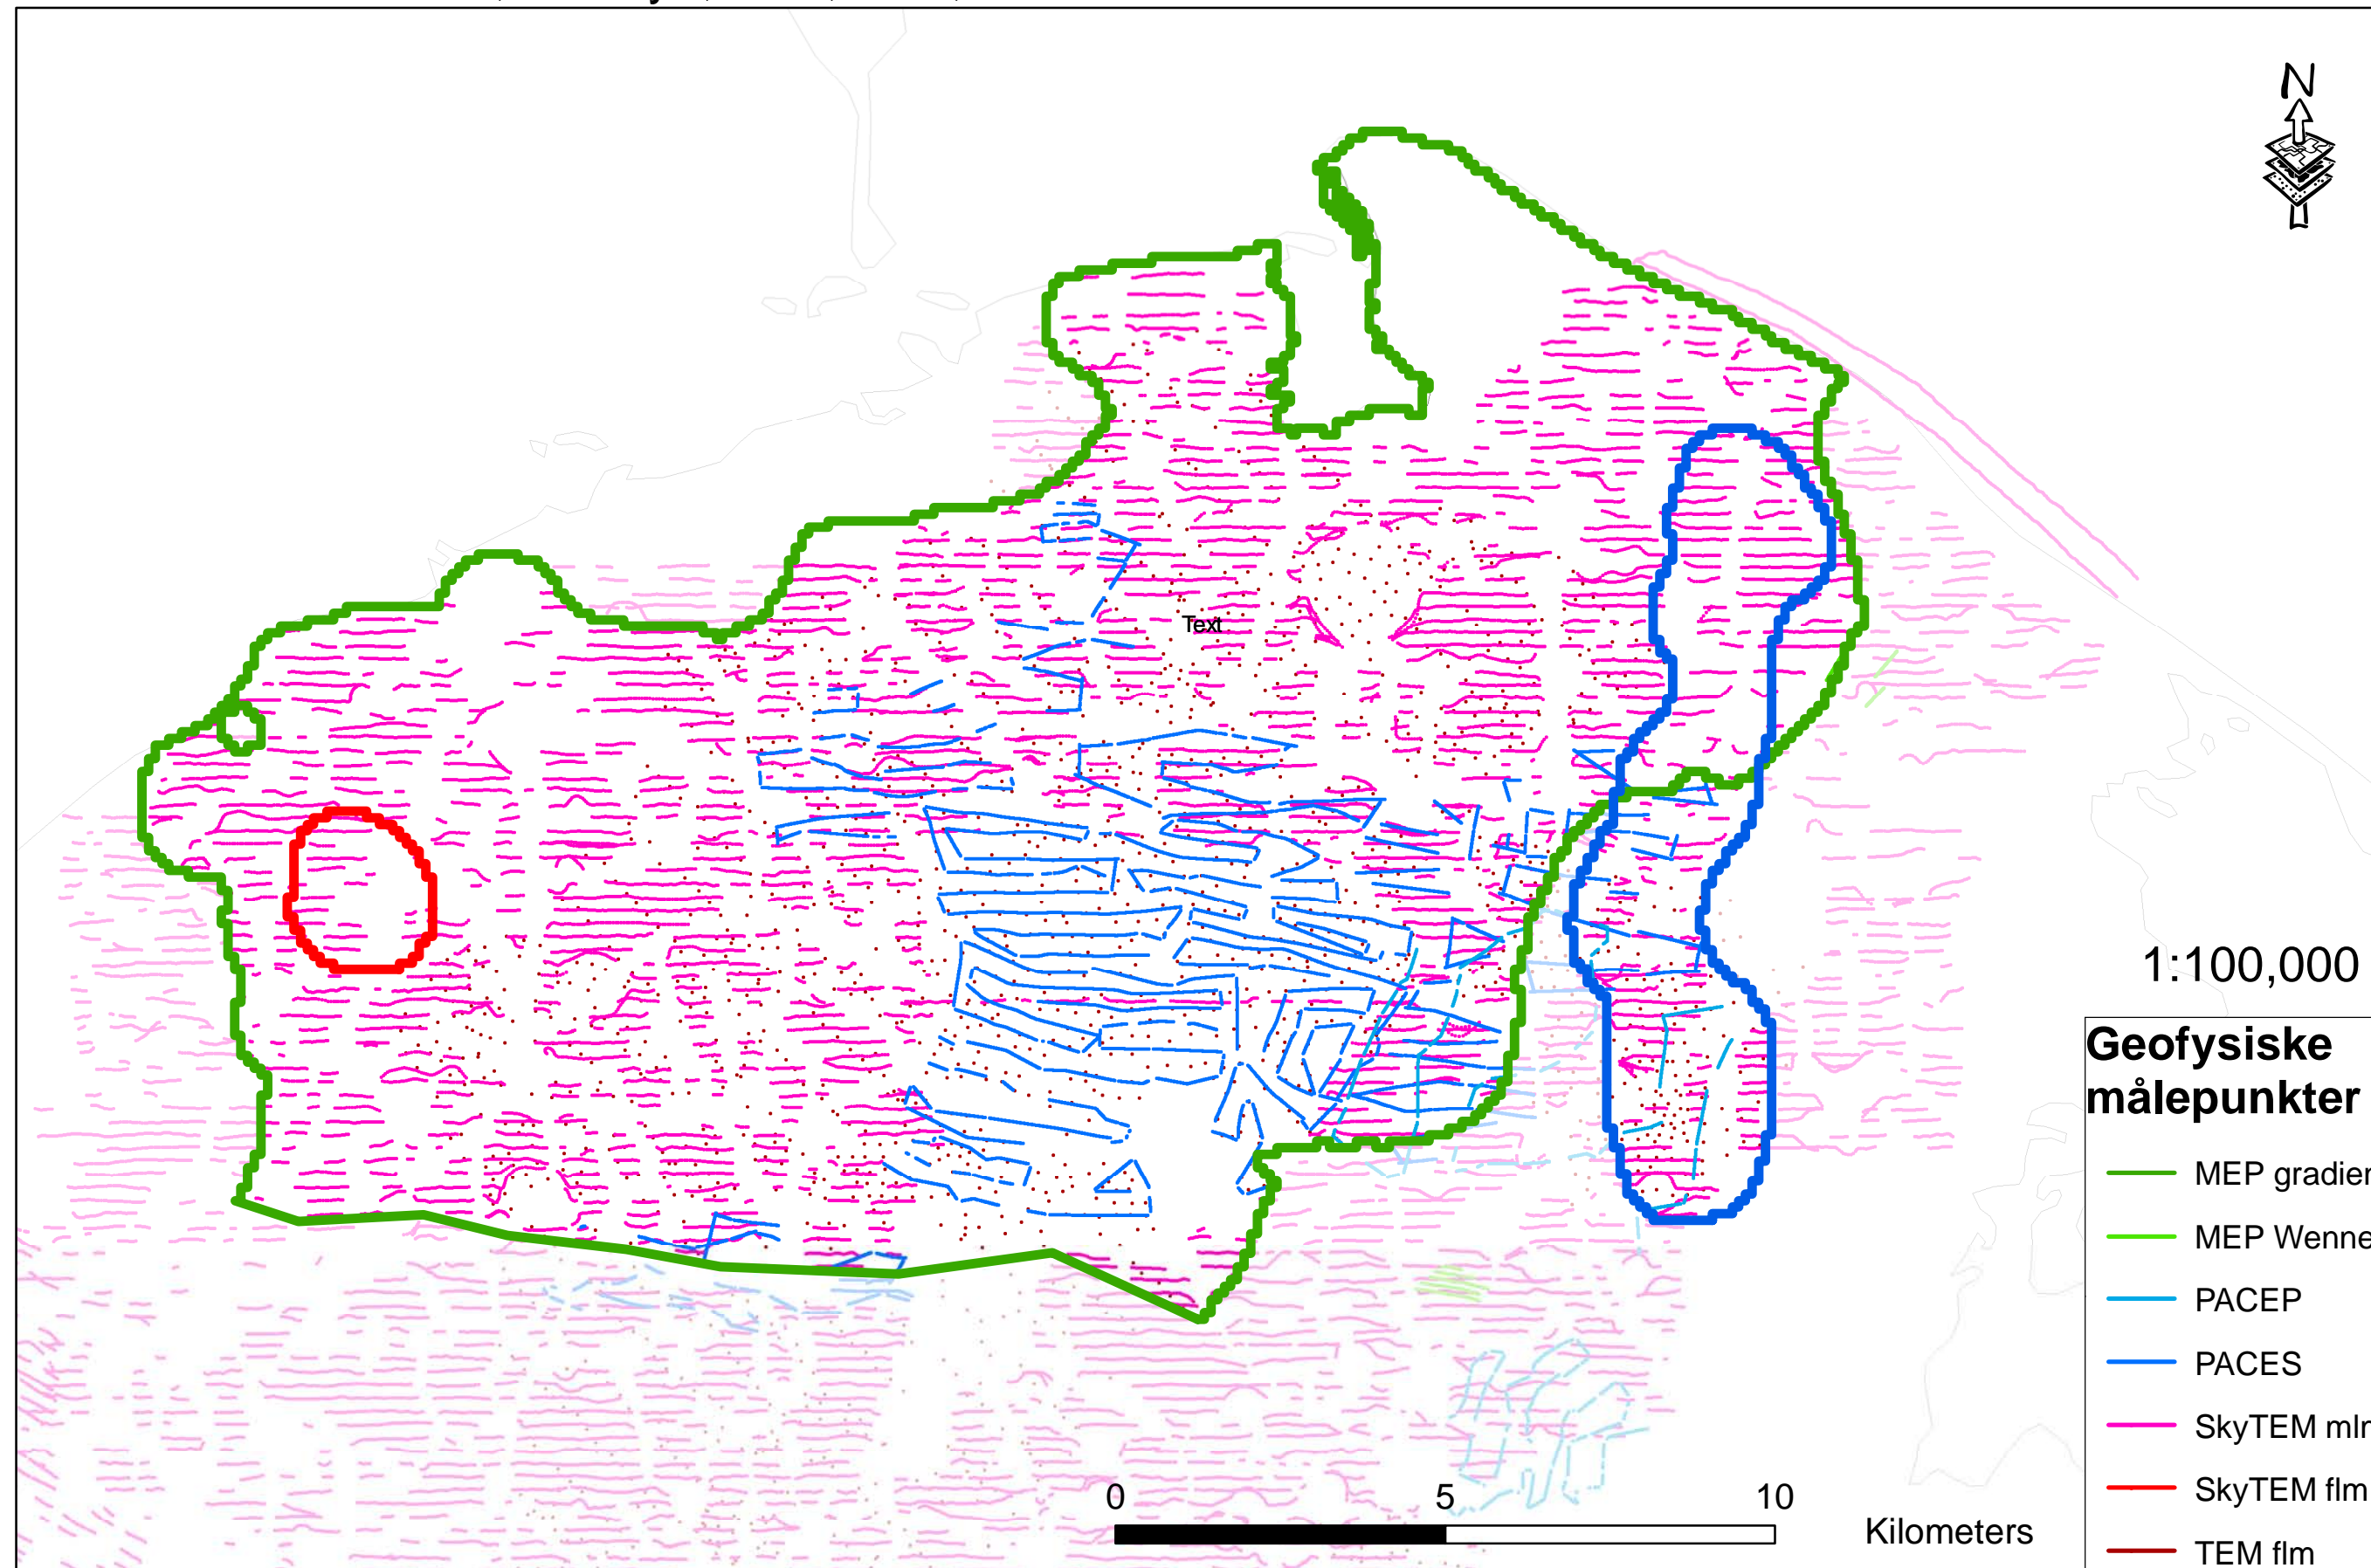 N
Text
1:100,000
Geofysiske
målepunkter
MEP gradien
MEP Wenne
PACEP
PACES
SkyTEM mln
SkyTEM flm
TEM flm
0 5 10
Kilometers